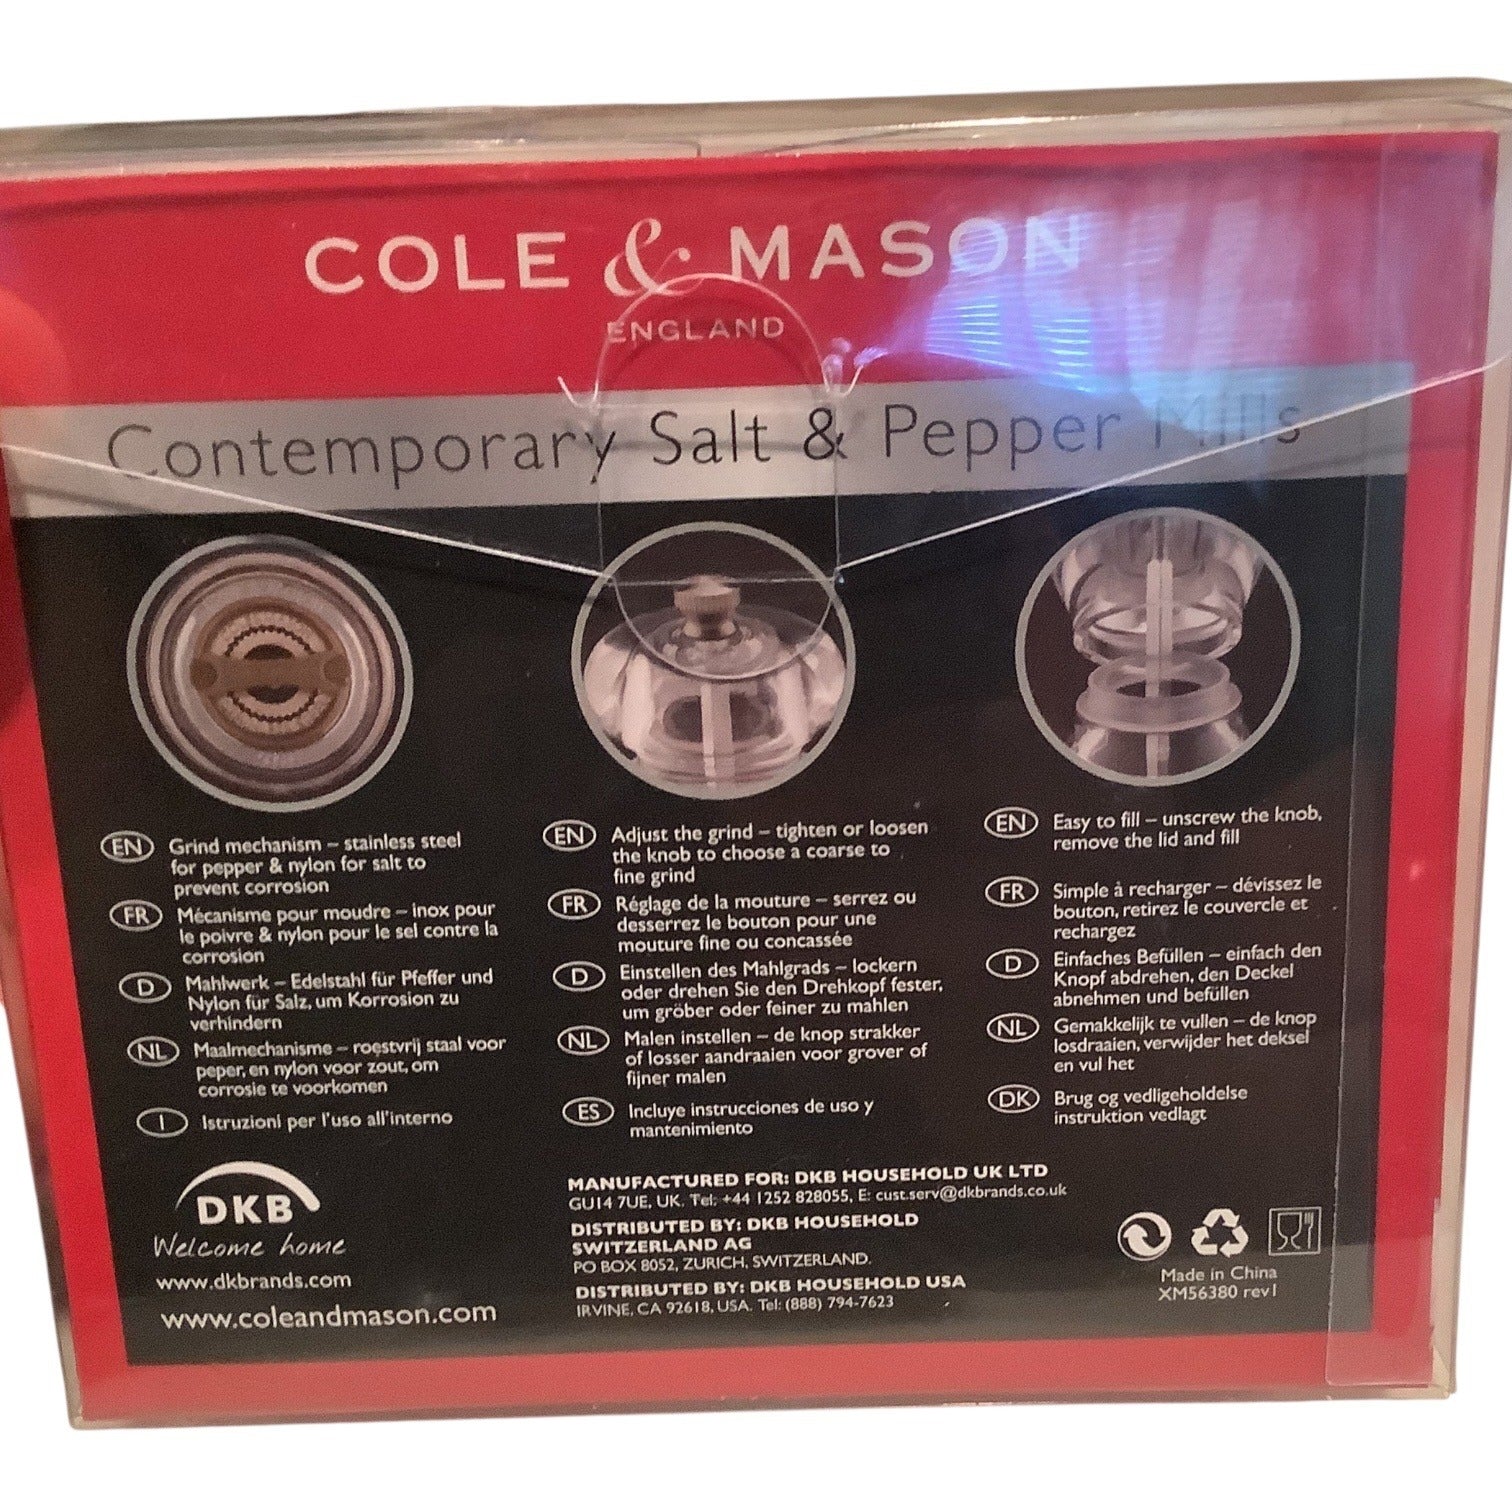 COLE & MASON
ENGLAND
Contemporary Salt & Pepper Mills
EN Grind mechanism – stainless steel
for pepper & nylon for salt to
prevent corrosion
FR Mécanisme pour moudre – inox pour
le poivre & nylon pour le sel contre la
corrosion
D Mahlwerk – Edelstahl für Pfeffer und
Nylon für Salz, um Korrosion zu
verhindern
NL Maalmechanisme – roestvrij staal voor
peper, en nylon voor zout, om
corrosie te voorkomen
I Istruzioni per l'uso all'interno
EN Adjust the grind – tighten or loosen
the knob to choose a coarse to
fine grind
FR Réglage de la mouture – serrez ou
desserrez le bouton pour une
mouture fine ou concassée
D Einstellen des Mahlgrads – lockern
oder drehen Sie den Drehkopf fester,
um gröber oder feiner zu mahlen
NL Malen instellen – de knop strakker
of losser aandraaien voor grover of
fijner malen
ES Incluye instrucciones de uso y
mantenimiento
EN Easy to fill – unscrew the knob,
remove the lid and fill
FR Simple à recharger – dévissez le
bouton, retirez le couvercle et
rechargez
D Einfaches Befüllen – einfach den
Knopf abdrehen, den Deckel
abnehmen und befüllen
NL Gemakkelijk te vullen – de knop
losdraaien, verwijder het deksel
en vul het
DK Brug og vedligeholdelse
instruktion vedlagt
DKB
Welcome home
www.dkbrands.com
www.coleandmason.com
MANUFACTURED FOR: DKB HOUSEHOLD UK LTD
GU14 7UE, UK. Tel: +44 1252 828055, E: cust.serv@dkbrands.co.uk
DISTRIBUTED BY: DKB HOUSEHOLD
SWITZERLAND AG
PO BOX 8052, ZURICH, SWITZERLAND.
DISTRIBUTED BY: DKB HOUSEHOLD USA
IRVINE, CA 92618, USA. Tel: (888) 794-7623
Made in China
XM56380 rev1